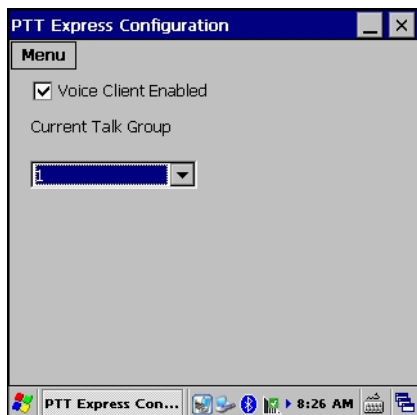 PTT Express Configuration
Menu
Voice Client Enabled
Current Talk Group
1
PTT Express Con...
8:26 AM